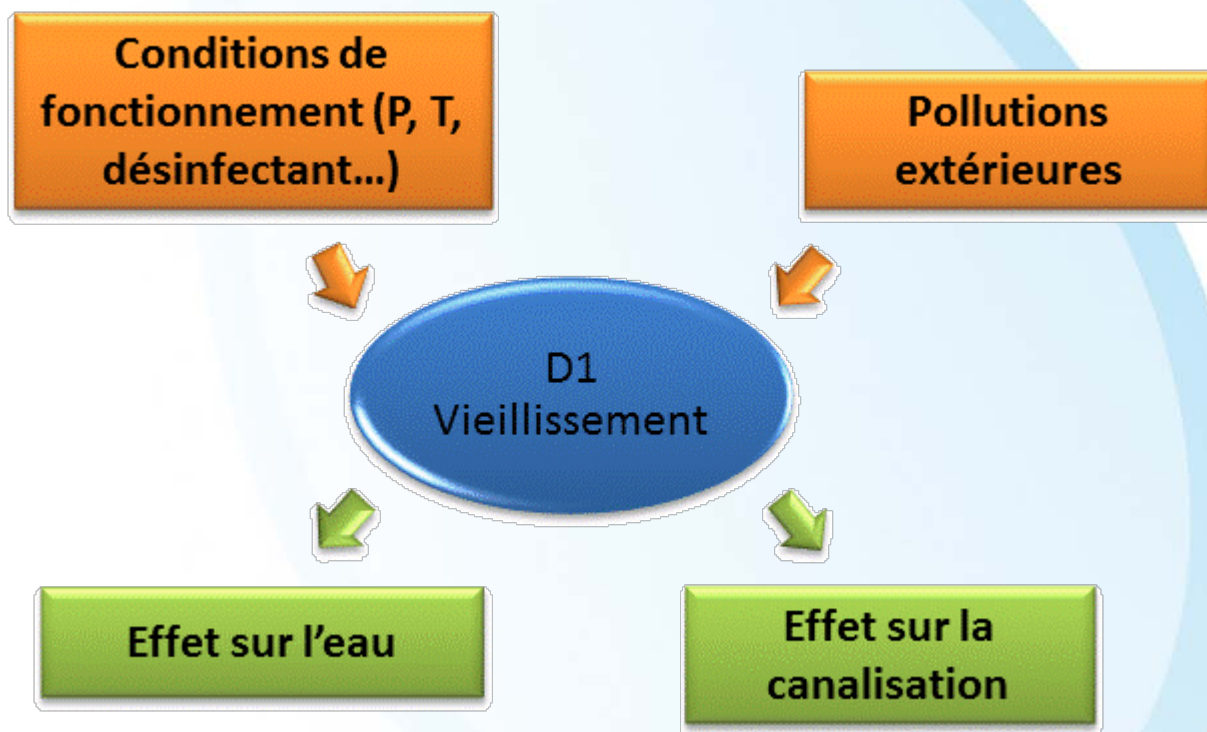 Conditions de
fonctionnement (P, T,
désinfectant...)
Pollutions
extérieures
D1
Vieillissement
Effet sur l'eau
Effet sur la
canalisation